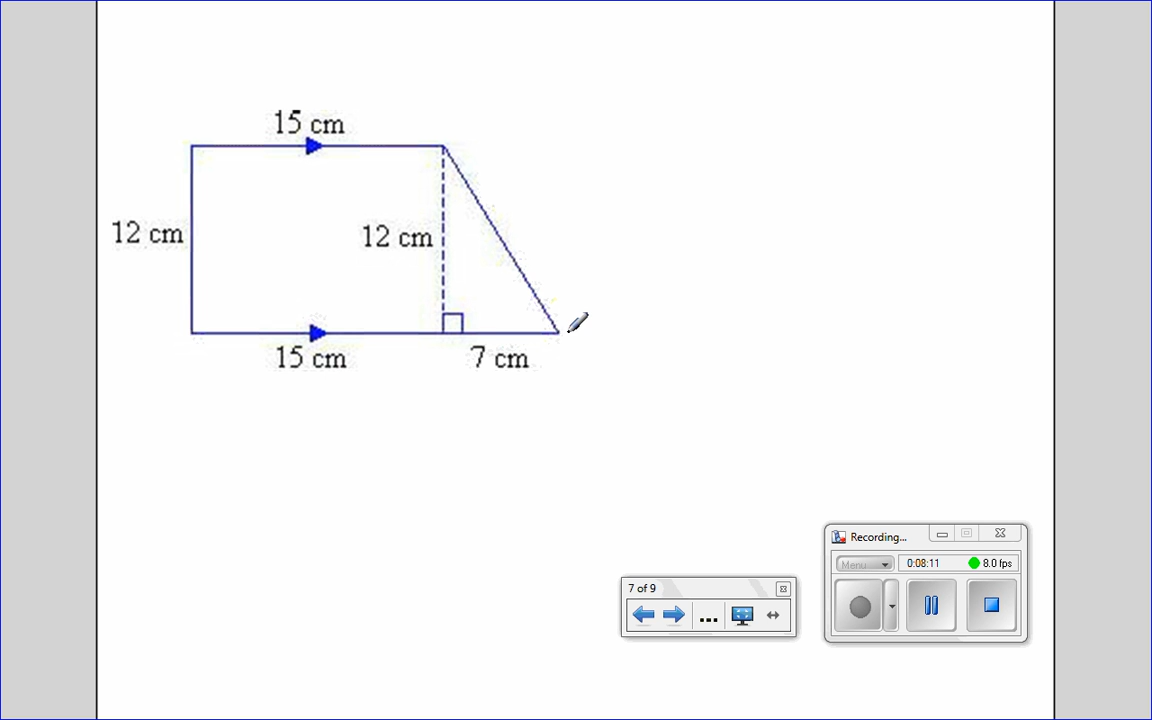 15 cm
12 cm
12 cm
15 cm
7 cm
7 of 9
...
Recording...
Menu
0:08:11
8.0 fps